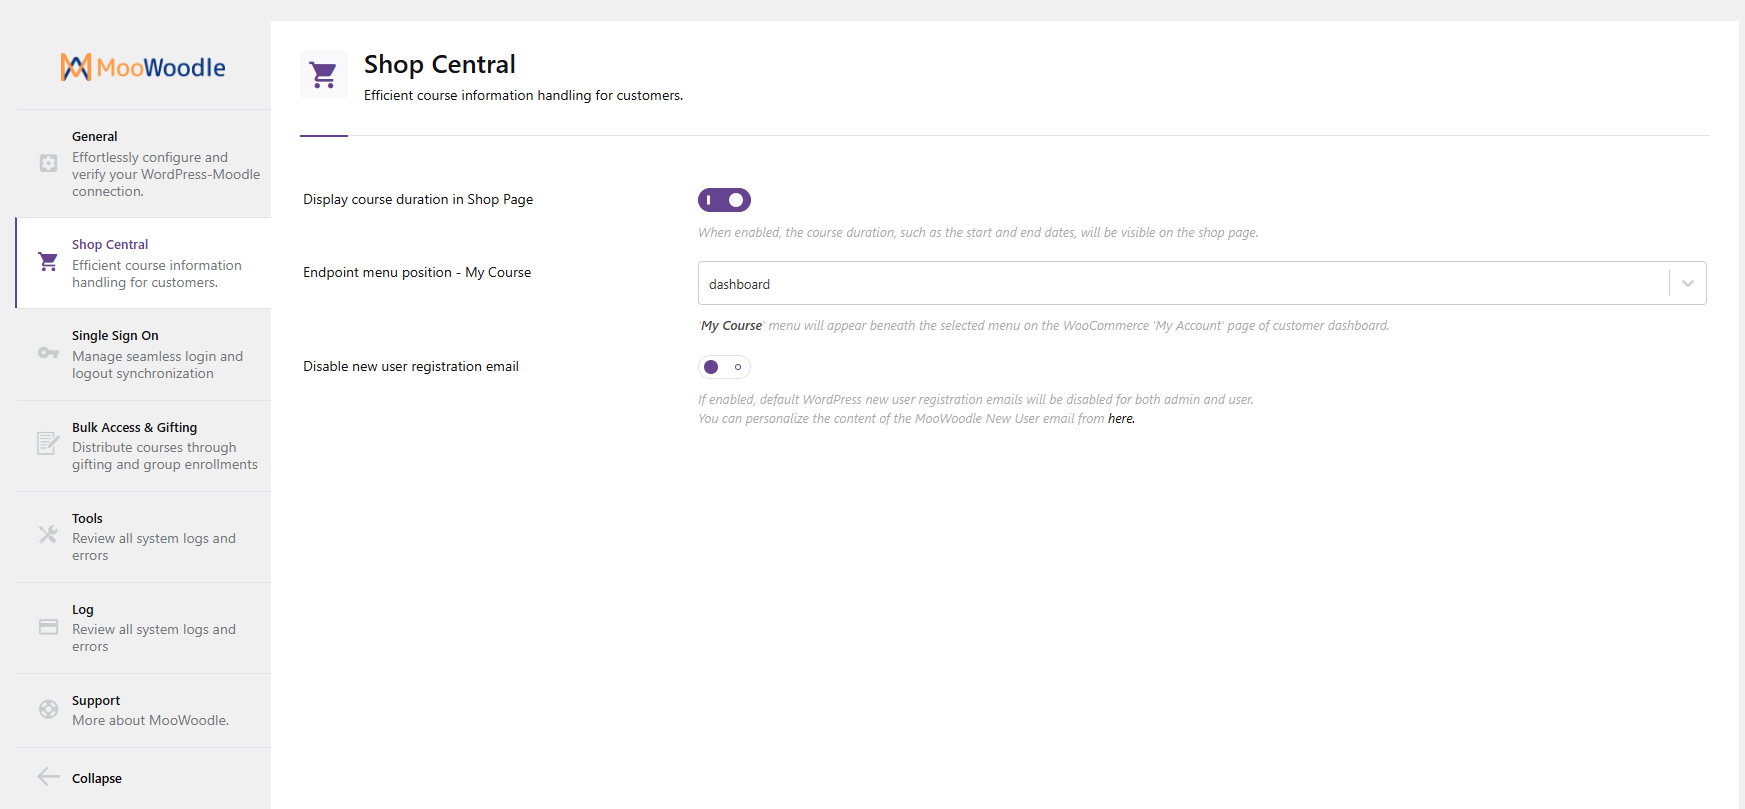 MooWoodle
General
Effortlessly configure and
verify your WordPress-Moodle
connection.
Shop Central
Efficient course information
handling for customers.
Single Sign On
Manage seamless login and
logout synchronization
Bulk Access & Gifting
Distribute courses through
gifting and group enrollments
Tools
Review all system logs and
errors
Log
Review all system logs and
errors
Support
More about MooWoodle.
Collapse
Shop Central
Efficient course information handling for customers.
Display course duration in Shop Page
When enabled, the course duration, such as the start and end dates, will be visible on the shop page.
Endpoint menu position - My Course
dashboard
'My Course' menu will appear beneath the selected menu on the WooCommerce 'My Account' page of customer dashboard.
Disable new user registration email
If enabled, default WordPress new user registration emails will be disabled for both admin and user.
You can personalize the content of the MooWoodle New User email from here.